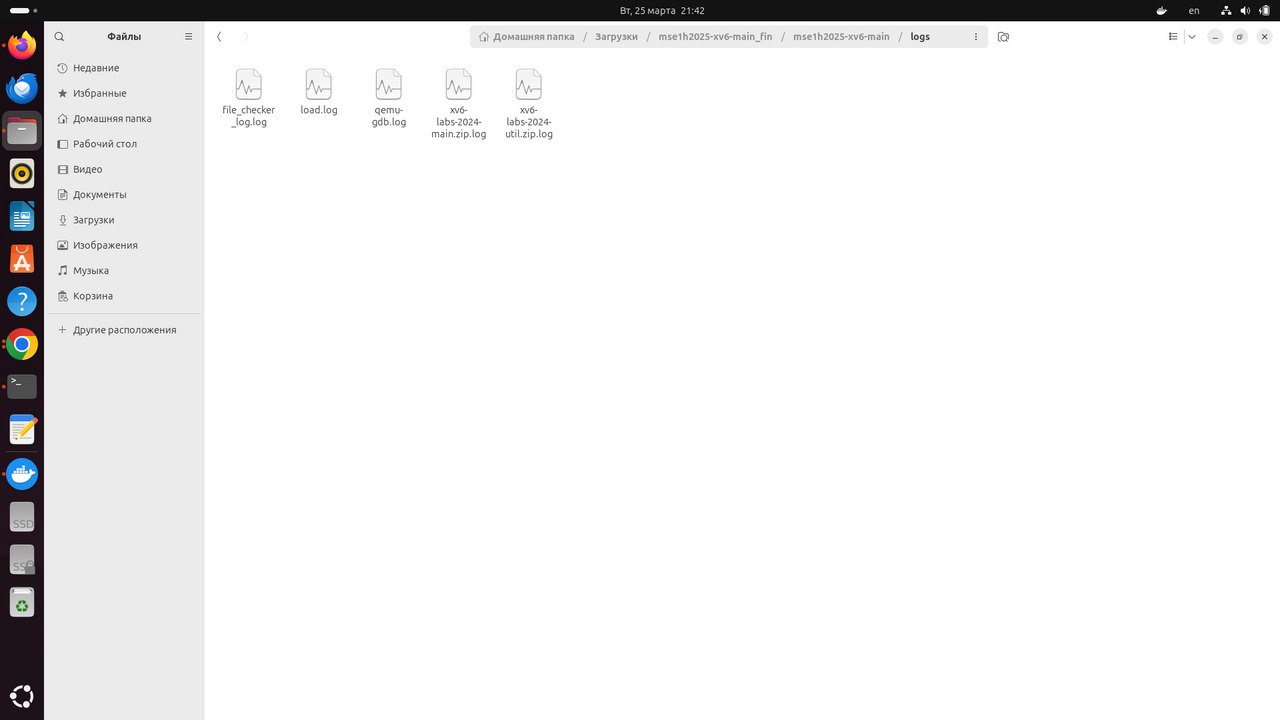 Вт, 25 марта 21:42
en
Файлы
Домашняя папка / Загрузки / mse1h2025-xv6-main_fin / mse1h2025-xv6-main / logs
Недавние
Избранные
Домашняя папка
Рабочий стол
Видео
Документы
Загрузки
Изображения
Музыка
Корзина
Другие расположения
file_checker
_log.log
load.log
qemu-
gdb.log
xv6-
labs-2024-
main.zip.log
xv6-
labs-2024-
util.zip.log
SSD
SSD